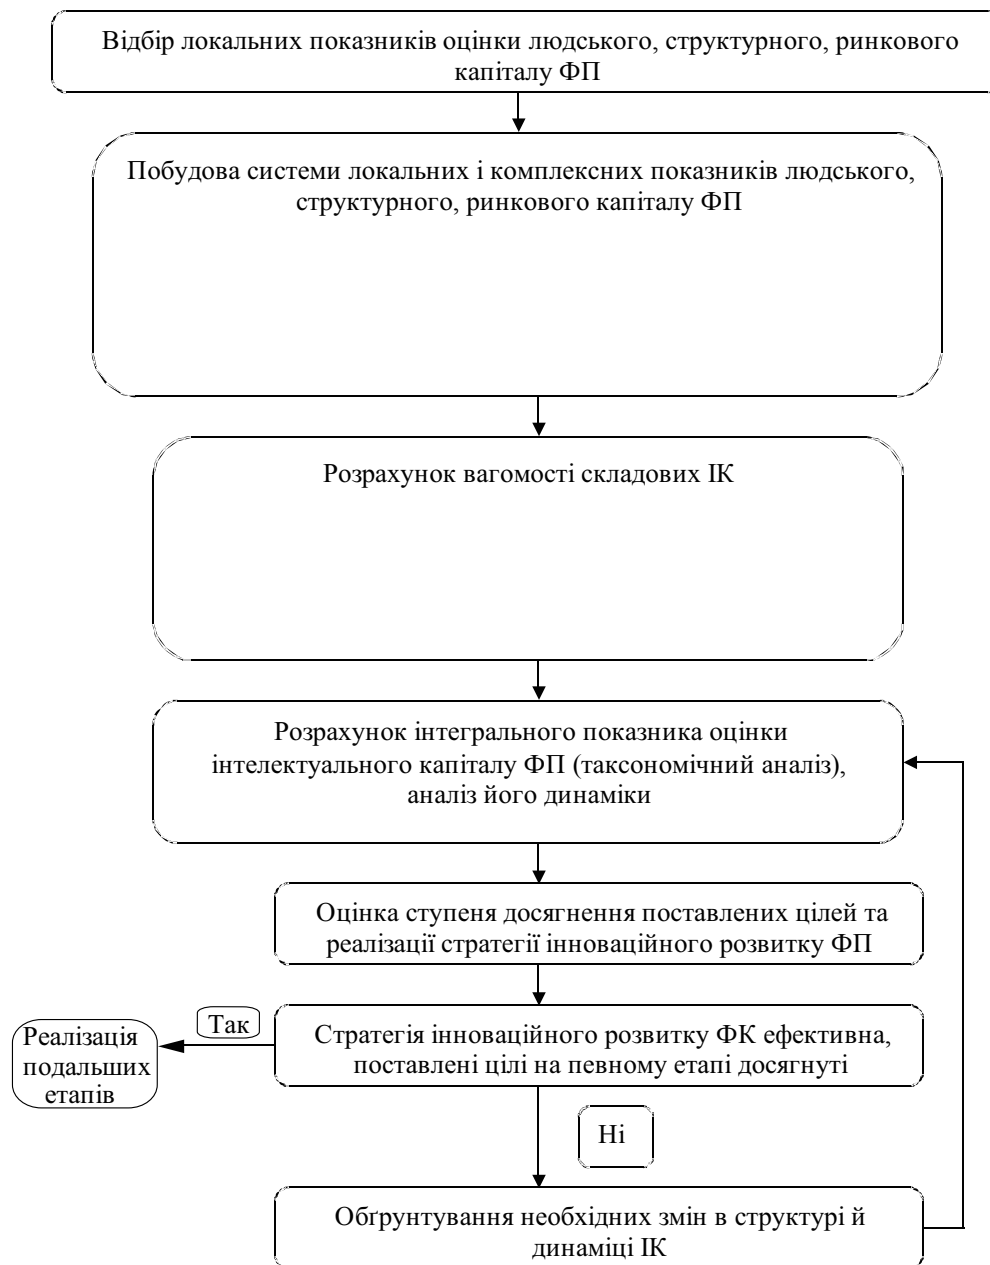 Відбір локальних показників оцінки людського, структурного, ринкового
капіталу ФП
Побудова системи локальних і комплексних показників людського,
структурного, ринкового капіталу ФП
Розрахунок вагомості складових ІК
Розрахунок інтегрального показника оцінки
інтелектуального капіталу ФП (таксономічний аналіз),
аналіз його динаміки
Оцінка ступеня досягнення поставлених цілей та
реалізації стратегії інноваційного розвитку ФП
Стратегія інноваційного розвитку ФК ефективна,
поставлені цілі на певному етапі досягнуті
Так
Реалізація
подальших
етапів
Ні
Обґрунтування необхідних змін в структурі й
динаміці ІК